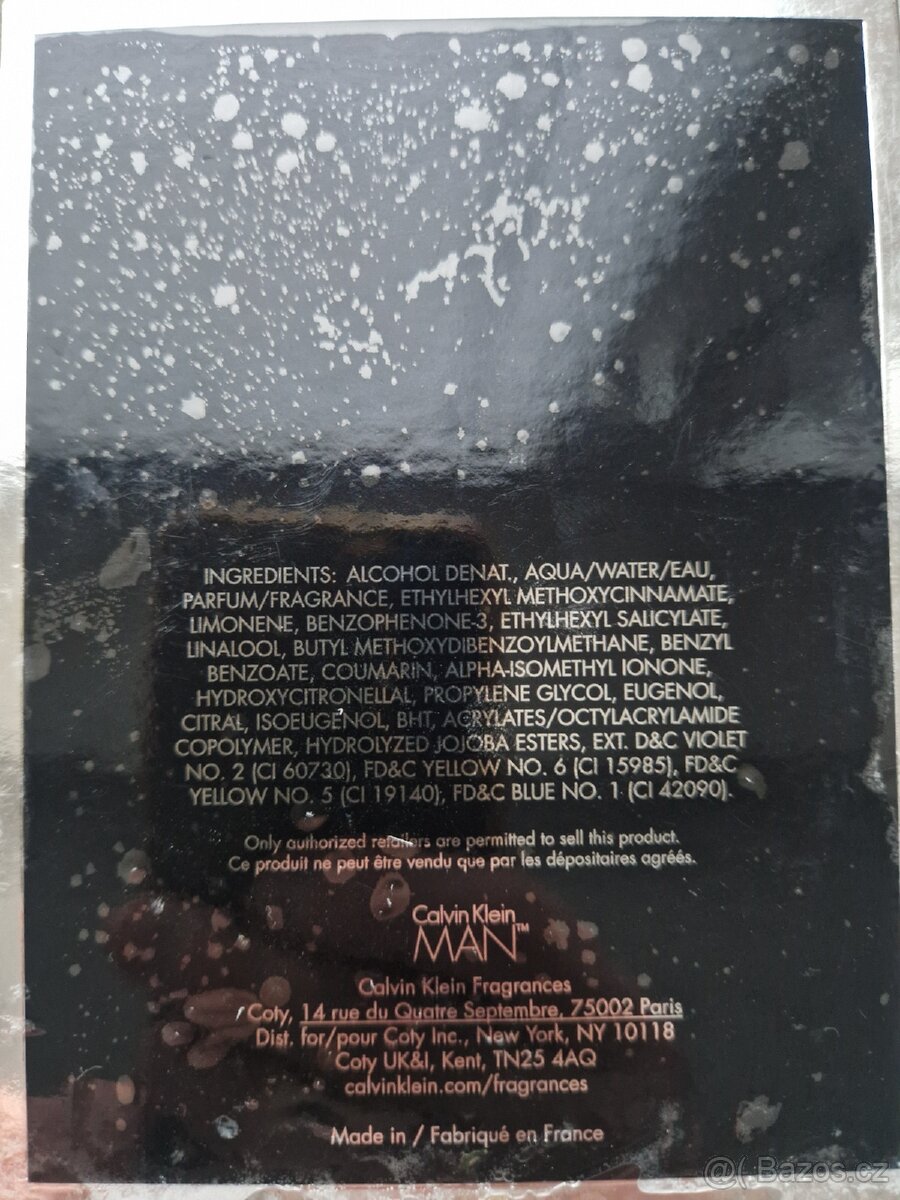 INGREDIENTS: ALCOHOL DENAT., AQUA/WATER/EAU,
PARFUM/FRAGRANCE, ETHYLHEXYL METHOXYCINNAMATE,
LIMONENE, BENZOPHENONE-3, ETHYLHEXYL SALICYLATE,
LINALOOL, BUTYL METHOXYDIBENZOYLMETHANE, BENZYL
BENZOATE, COUMARIN, ALPHA-ISOMETHYL IONONE,
HYDROXYCITRONELLAL, PROPYLENE GLYCOL, EUGENOL,
CITRAL, ISOEUGENOL, BHT, ACRYLATES/OCTYLACRYLAMIDE
COPOLYMER, HYDROLYZED JOJOBA ESTERS, EXT. D&C VIOLET
NO. 2 (CI 60730), FD&C YELLOW NO. 6 (CI 15985), FD&C
YELLOW NO. 5 (CI 19140), FD&C BLUE NO. 1 (CI 42090).
Only authorized retailers are permitted to sell this product.
Ce produit ne peut être vendu que par les dépositaires agréés.
Calvin Klein
MAN™
Calvin Klein Fragrances
Coty, 14 rue du Quatre Septembre, 75002 Paris
Dist. for/pour Coty Inc., New York, NY 10118
Coty UK&I, Kent, TN25 4AQ
calvinklein.com/fragrances
Made in / Fabriqué en France
@( Bazos.cz